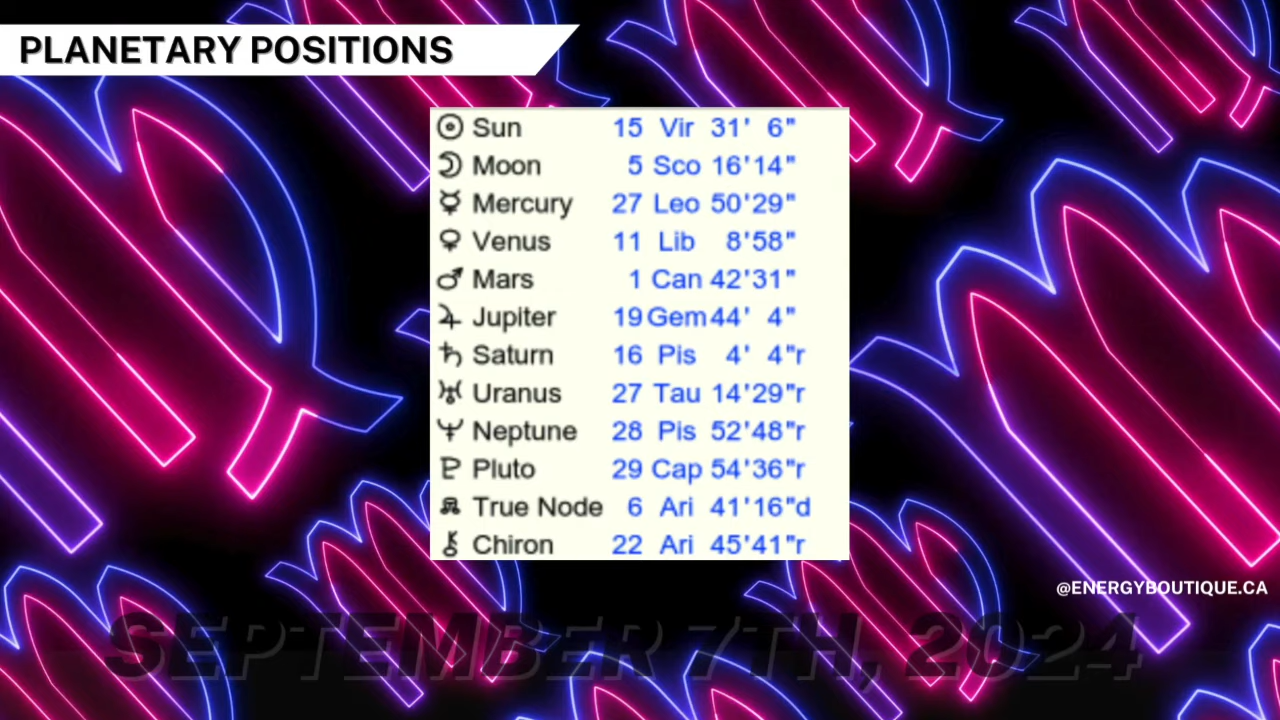 PLANETARY POSITIONS
Sun 15 Vir 31' 6"
Moon 5 Sco 16'14"
Mercury 27 Leo 50'29"
Venus 11 Lib 8'58"
Mars 1 Can 42'31"
Jupiter 19 Gem 44' 4"
Saturn 16 Pis 4' 4"r
Uranus 27 Tau 14'29"r
Neptune 28 Pis 52'48"r
Pluto 29 Cap 54'36"r
True Node 6 Ari 41'16"d
Chiron 22 Ari 45'41"r
@ENERGYBOUTIQUE.CA
SEPTEMBER 7TH, 2024